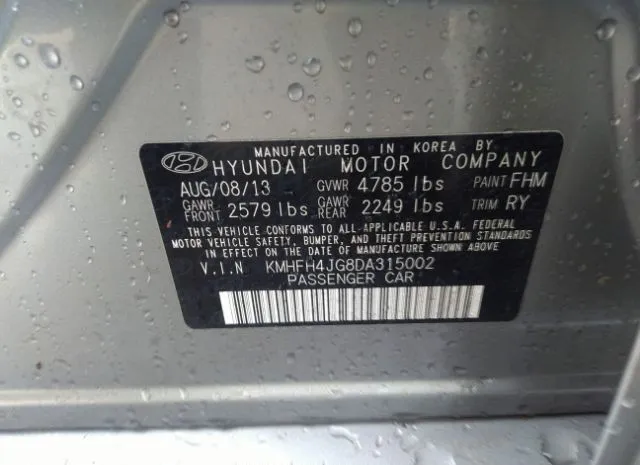 MANUFACTURED IN KOREA BY
HYUNDAI MOTOR COMPANY
AUG/08/13 GVWR 4785 lbs PAINT FHM
GAWR FRONT 2579 lbs GAWR REAR 2249 lbs TRIM RY
THIS VEHICLE CONFORMS TO ALL APPLICABLE U.S.A. FEDERAL
MOTOR VEHICLE SAFETY, BUMPER, AND THEFT PREVENTION STANDARDS
IN EFFECT ON THE DATE OF MANUFACTURE SHOWN ABOVE.
V.I.N KMHFH4JG8DA315002
PASSENGER CAR